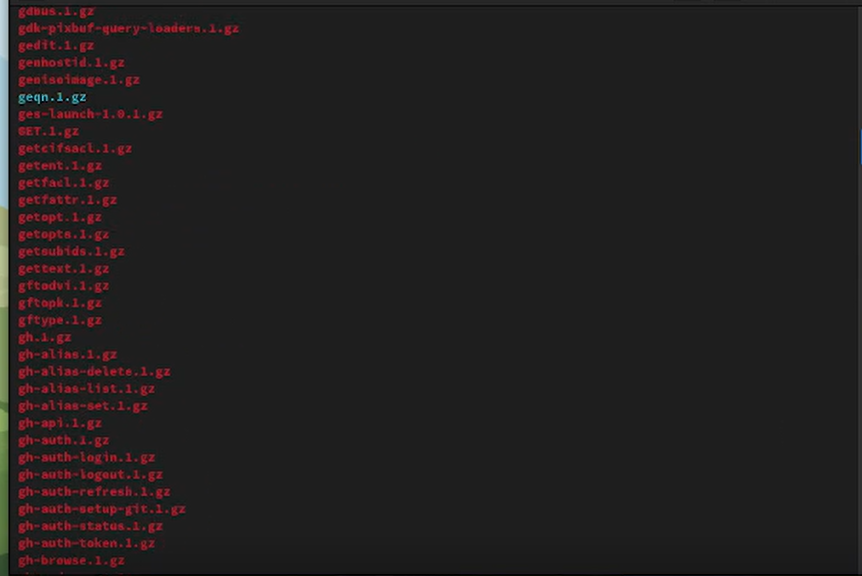 gdbus.1.gz
gdk-pixbuf-query-loaders.1.gz
gedit.1.gz
genhostid.1.gz
genisoimage.1.gz
geqn.1.gz
ges-launch-1.0.1.gz
GET.1.gz
getcifsacl.1.gz
getent.1.gz
getfacl.1.gz
getfattr.1.gz
getopt.1.gz
getopts.1.gz
getsubids.1.gz
gettext.1.gz
gftodvi.1.gz
gftopk.1.gz
gftype.1.gz
gh.1.gz
gh-alias.1.gz
gh-alias-delete.1.gz
gh-alias-list.1.gz
gh-alias-set.1.gz
gh-api.1.gz
gh-auth.1.gz
gh-auth-login.1.gz
gh-auth-logout.1.gz
gh-auth-refresh.1.gz
gh-auth-setup-git.1.gz
gh-auth-status.1.gz
gh-auth-token.1.gz
gh-browse.1.gz